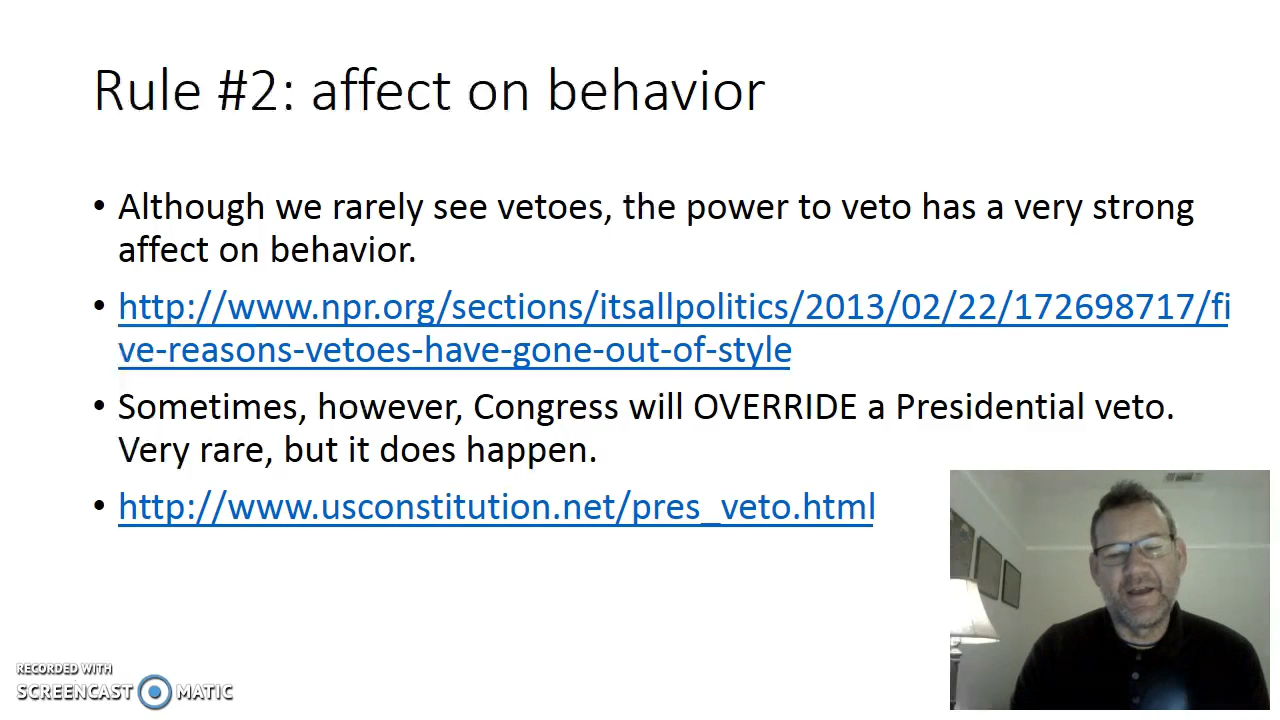 Rule #2: affect on behavior
• Although we rarely see vetoes, the power to veto has a very strong
affect on behavior.
• http://www.npr.org/sections/itsallpolitics/2013/02/22/172698717/fi
ve-reasons-vetoes-have-gone-out-of-style
• Sometimes, however, Congress will OVERRIDE a Presidential veto.
Very rare, but it does happen.
• http://www.usconstitution.net/pres_veto.html
RECORDED WITH
SCREENCAST MATIC